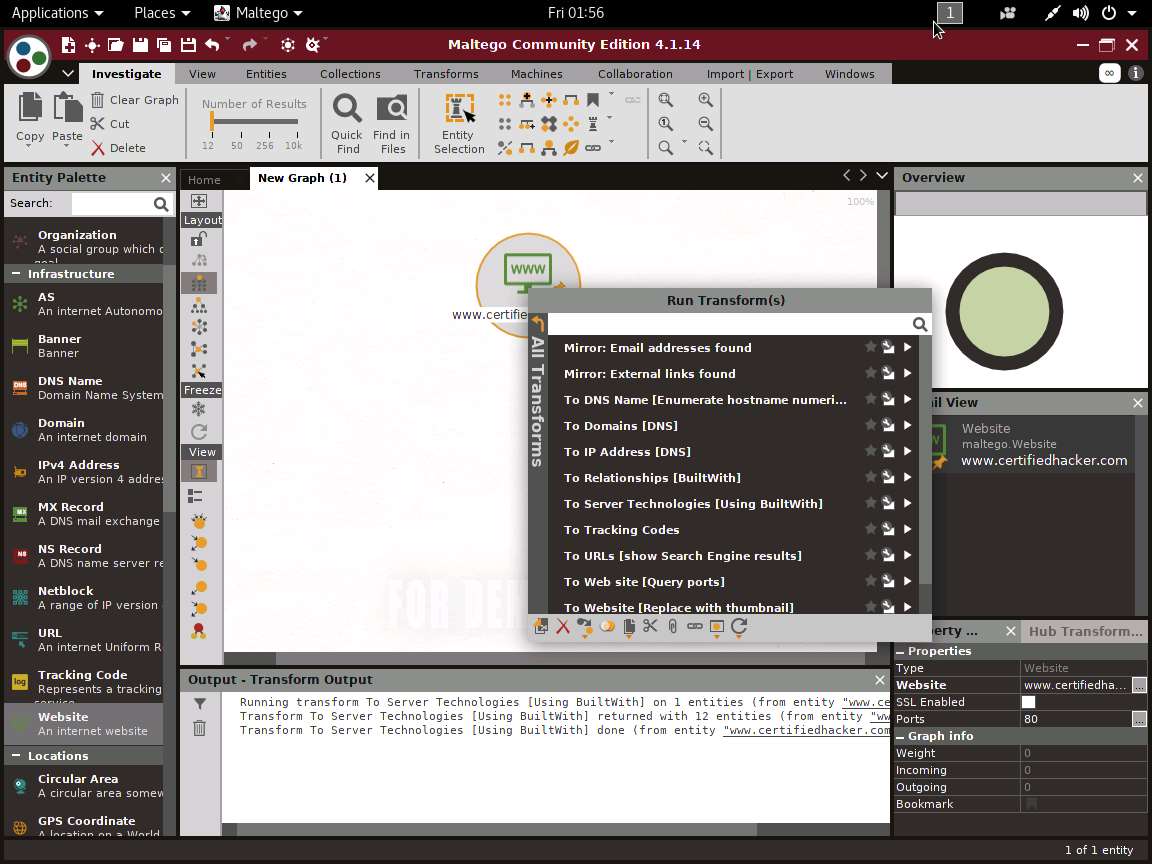 Applications Places Maltego Fri 01:56 1
Maltego Community Edition 4.1.14
Investigate View Entities Collections Transforms Machines Collaboration Import | Export Windows
Copy Paste Clear Graph Cut Delete
Number of Results
12 50 256 10k
Quick Find
Find in Files
Entity Selection
Entity Palette
Search:
Organization
A social group which
Infrastructure
AS
An internet Autonomo
Banner
Banner
DNS Name
Domain Name System
Domain
An internet domain
IPv4 Address
An IP version 4 addre
MX Record
A DNS mail exchange
NS Record
A DNS name server re
Netblock
A range of IP version
URL
An internet Uniform R
Tracking Code
Represents a tracking
Website
An internet website
Locations
Circular Area
A circular area somew
GPS Coordinate
A location on a World
Home New Graph (1)
Layout
Freeze
View
100%
WWW
www.certifie
FOR DE
Run Transform(s)
All Transforms
Mirror: Email addresses found
Mirror: External links found
To DNS Name [Enumerate hostname numeri...
To Domains [DNS]
To IP Address [DNS]
To Relationships [BuiltWith]
To Server Technologies [Using BuiltWith]
To Tracking Codes
To URLs [show Search Engine results]
To Web site [Query ports]
To Website [Replace with thumbnail]
Output - Transform Output
Running transform To Server Technologies [Using BuiltWith] on 1 entities (from entity "www.ce
Transform To Server Technologies [Using BuiltWith] returned with 12 entities (from entity "ww
Transform To Server Technologies [Using BuiltWith] done (from entity "www.certifiedhacker.com
Overview
ail View
Website
maltego.Website
www.certifiedhacker.com
erty ... Hub Transform...
Properties
Type Website
Website www.certifiedha... ...
SSL Enabled
Ports 80 ...
Graph info
Weight 0
Incoming 0
Outgoing 0
Bookmark
1 of 1 entity